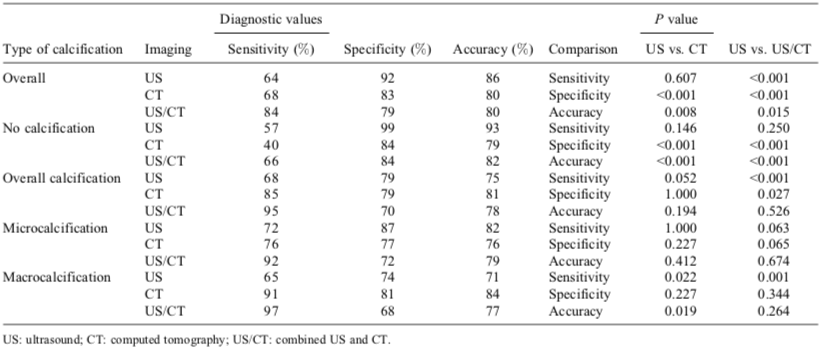 Diagnostic values P value
Type of calcification Imaging Sensitivity (%) Specificity (%) Accuracy (%) Comparison US vs. CT US vs. US/CT
Overall US 64 92 86 Sensitivity 0.607 <0.001
CT 68 83 80 Specificity <0.001 <0.001
US/CT 84 79 80 Accuracy 0.008 0.015
No calcification US 57 99 93 Sensitivity 0.146 0.250
CT 40 84 79 Specificity <0.001 <0.001
US/CT 66 84 82 Accuracy <0.001 <0.001
Overall calcification US 68 79 75 Sensitivity 0.052 <0.001
CT 85 79 81 Specificity 1.000 0.027
US/CT 95 70 78 Accuracy 0.194 0.526
Microcalcification US 72 87 82 Sensitivity 1.000 0.063
CT 76 77 76 Specificity 0.227 0.065
US/CT 92 72 79 Accuracy 0.412 0.674
Macrocalcification US 65 74 71 Sensitivity 0.022 0.001
CT 91 81 84 Specificity 0.227 0.344
US/CT 97 68 77 Accuracy 0.019 0.264
US: ultrasound; CT: computed tomography; US/CT: combined US and CT.